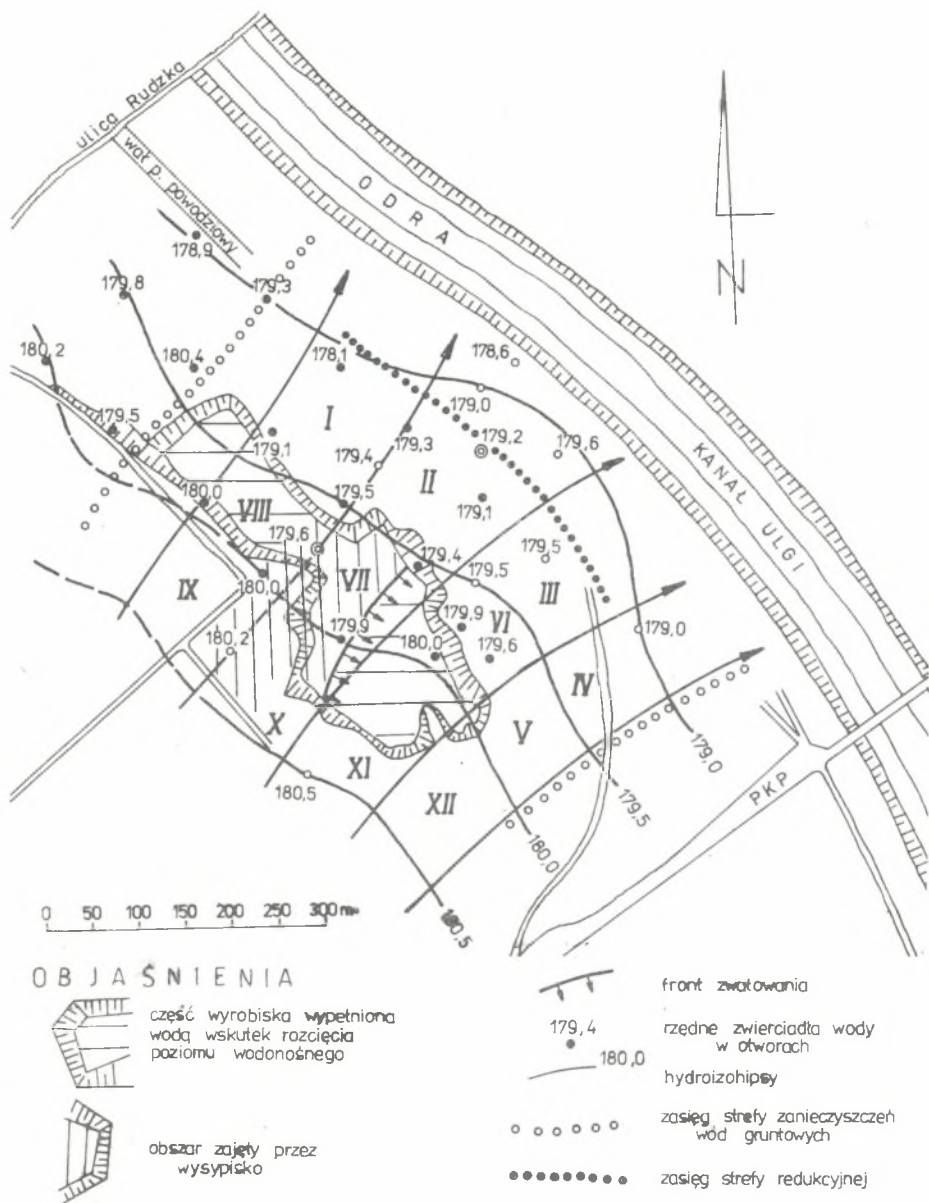 ulica Rudzka
wał p. powodziowy
ODRA
KANAŁ ULGI
N
178,9
179,8
179,3
180,2
180,4
178,1
178,6
179,0
179,5
179,1
I
179,3
179,2
179,6
179,4
II
180,0
VIII
179,5
179,1
179,6
VII
179,4
179,5
179,5
III
IX
180,0
179,9
VI
180,2
179,9
180,0
179,6
179,0
IV
X
V
XI
180,5
XII
179,0
179,5
180,0
180,5
PKP
0 50 100 150 200 250 300 m
OBJAŚNIENIA
część wyrobiska wypełniona
wodą wskutek rozcięcia
poziomu wodonośnego
obszar zajęty przez
wysypisko
front zwałowania
179,4
rzędne zwierciadła wody
w otworach
180,0
hydroizohipsy
zasięg strefy zanieczyszczeń
wód gruntowych
zasięg strefy redukcyjnej